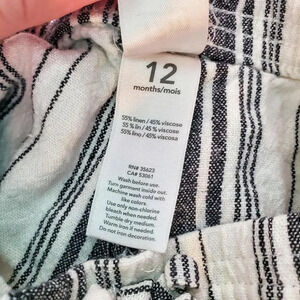 12
months/mois
55% linen / 45% viscose
55 % lin / 45 % viscose
55% lino / 45% viscosa
RN# 35623
CA# 53061
Wash before use.
Turn garment inside out.
Machine wash cold with
like colors.
Use only non-chlorine
bleach when needed.
Tumble dry medium.
Warm iron if needed
Do not iron decoration.